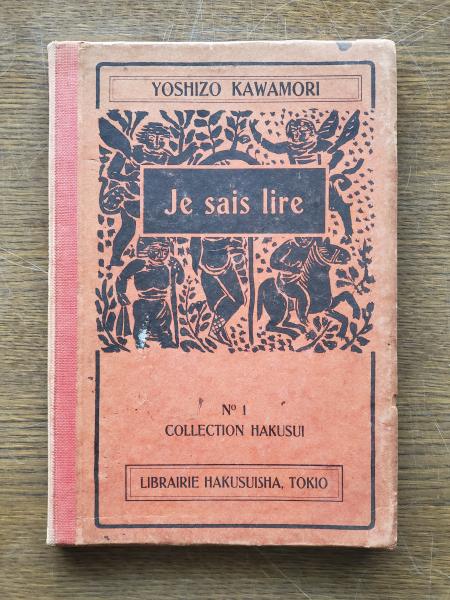 YOSHIZO KAWAMORI
Je sais lire
Nº 1
COLLECTION HAKUSUI
LIBRAIRIE HAKUSUISHA, TOKIO